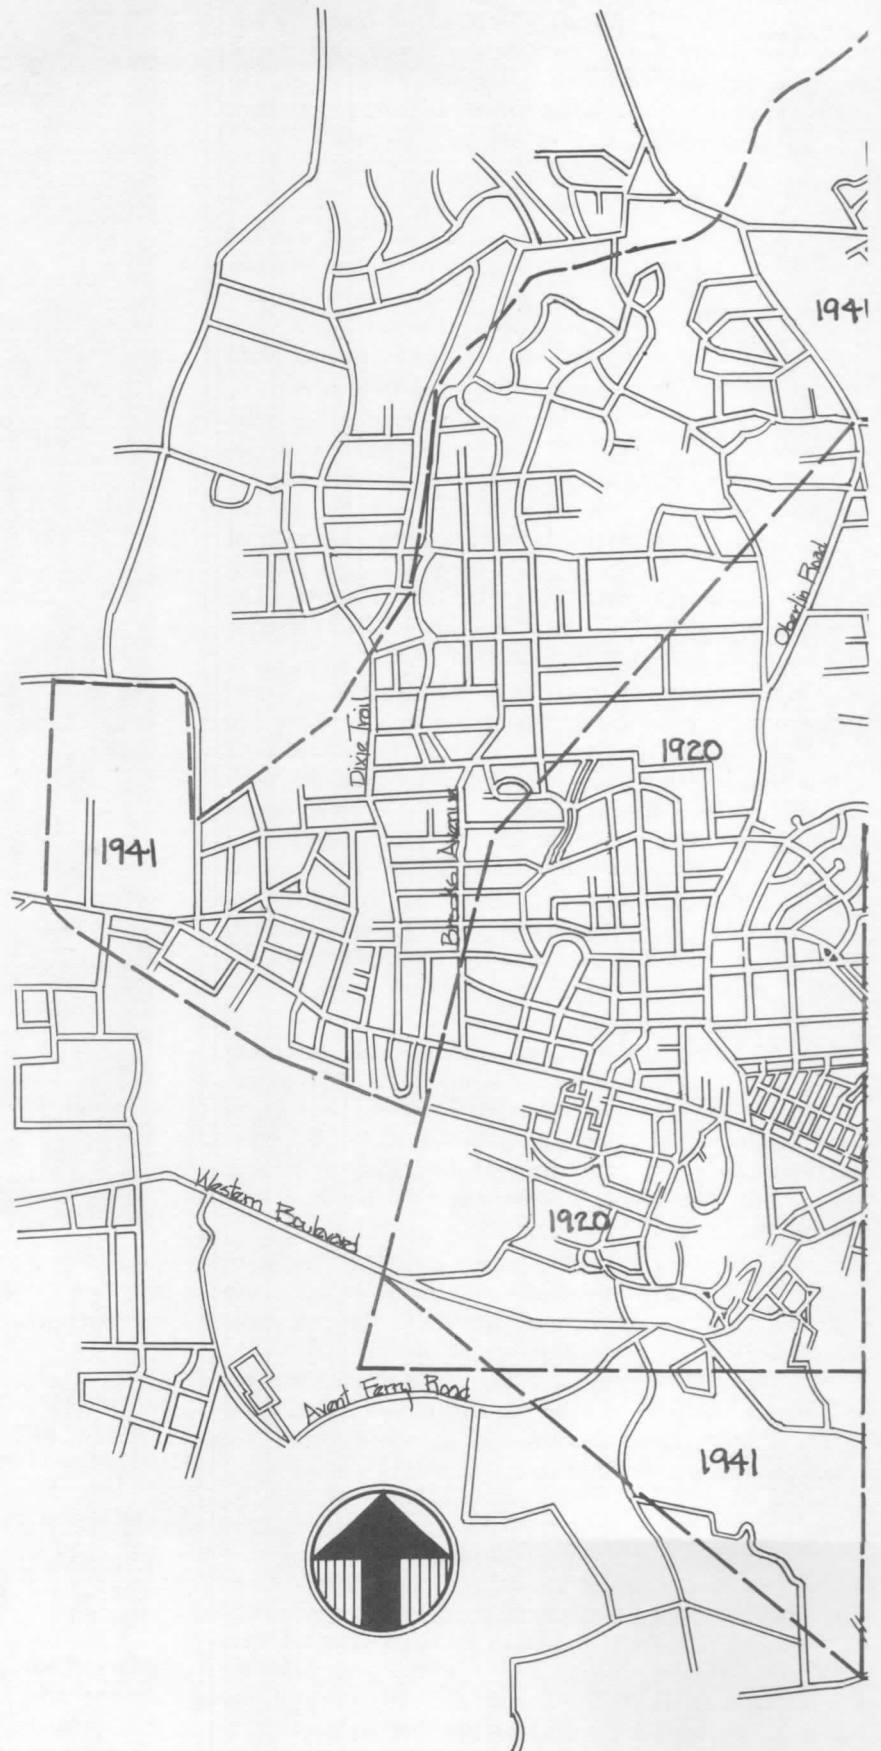 1941
Oberlin Road
Dixie Trail
1920
Brooks Avenue
1941
Western Boulevard
1920
Avent Ferry Road
1941